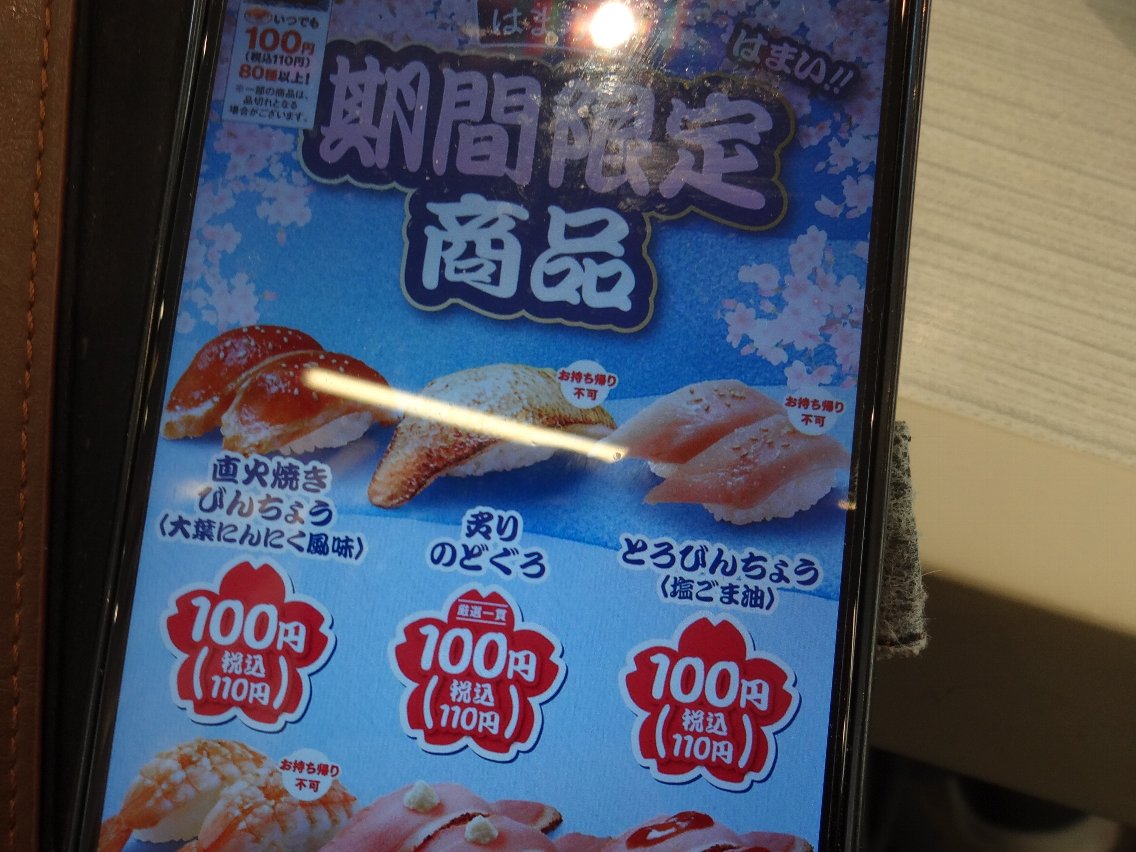 いつでも
100円
(税込110円)
80種以上!
※一部の商品は、
品切れとなる
場合がございます。
はま
はまい!!
期間限定
商品
お持ち帰り
不可
お持ち帰り
不可
直火焼き
びんちょう
(大葉にんにく風味)
炙り
のどぐろ
とろびんちょう
(塩ごま油)
100円
(税込
110円)
厳選一貫
100円
(税込
110円)
100円
(税込
110円)
お持ち帰り
不可